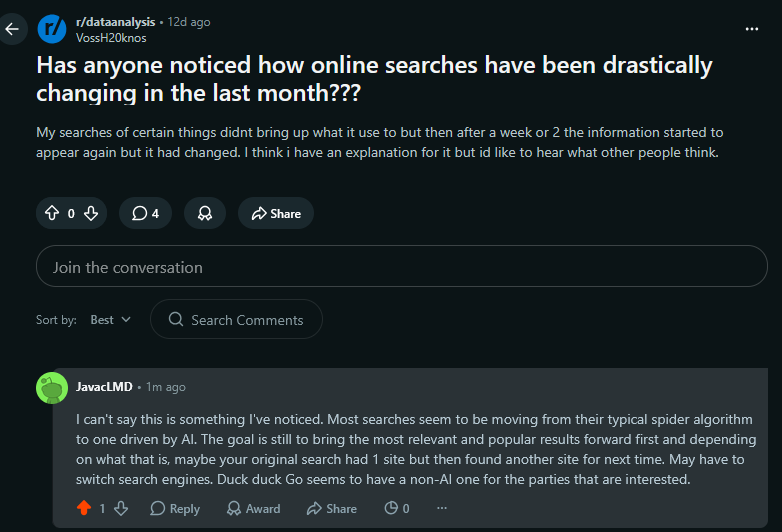 r/dataanalysis • 12d ago
VossH20knos
Has anyone noticed how online searches have been drastically
changing in the last month???
My searches of certain things didnt bring up what it use to but then after a week or 2 the information started to
appear again but it had changed. I think i have an explanation for it but id like to hear what other people think.
0
4
Share
Join the conversation
Sort by: Best
Search Comments
JavacLMD • 1m ago
I can't say this is something I've noticed. Most searches seem to be moving from their typical spider algorithm
to one driven by AI. The goal is still to bring the most relevant and popular results forward first and depending
on what that is, maybe your original search had 1 site but then found another site for next time. May have to
switch search engines. Duck duck Go seems to have a non-AI one for the parties that are interested.
1 Reply Award Share 0 ...